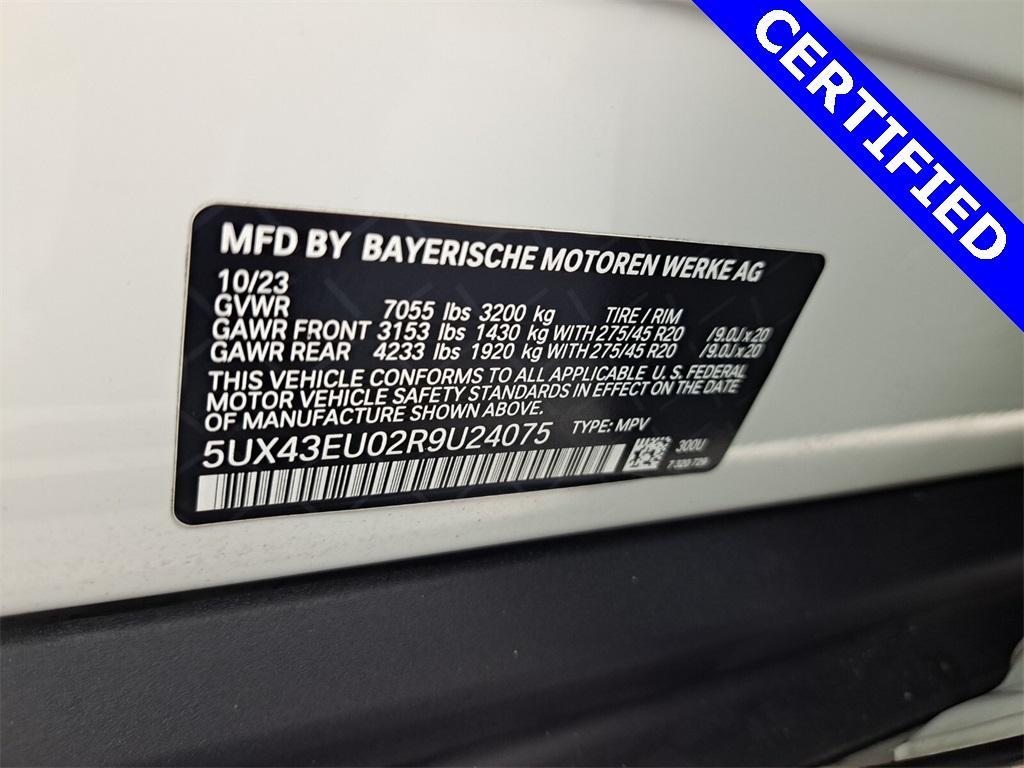 CERTIFIED
MFD BY BAYERISCHE MOTOREN WERKE AG
10/23
GVWR 7055 lbs 3200 kg TIRE / RIM
GAWR FRONT 3153 lbs 1430 kg WITH 275/45 R20 /9.0J x 20
GAWR REAR 4233 lbs 1920 kg WITH 275/45 R20 /9.0J x 20
THIS VEHICLE CONFORMS TO ALL APPLICABLE U.S. FEDERAL
MOTOR VEHICLE SAFETY STANDARDS IN EFFECT ON THE DATE
OF MANUFACTURE SHOWN ABOVE.
5UX43EU02R9U24075 TYPE: MPV
300U
7 320 729